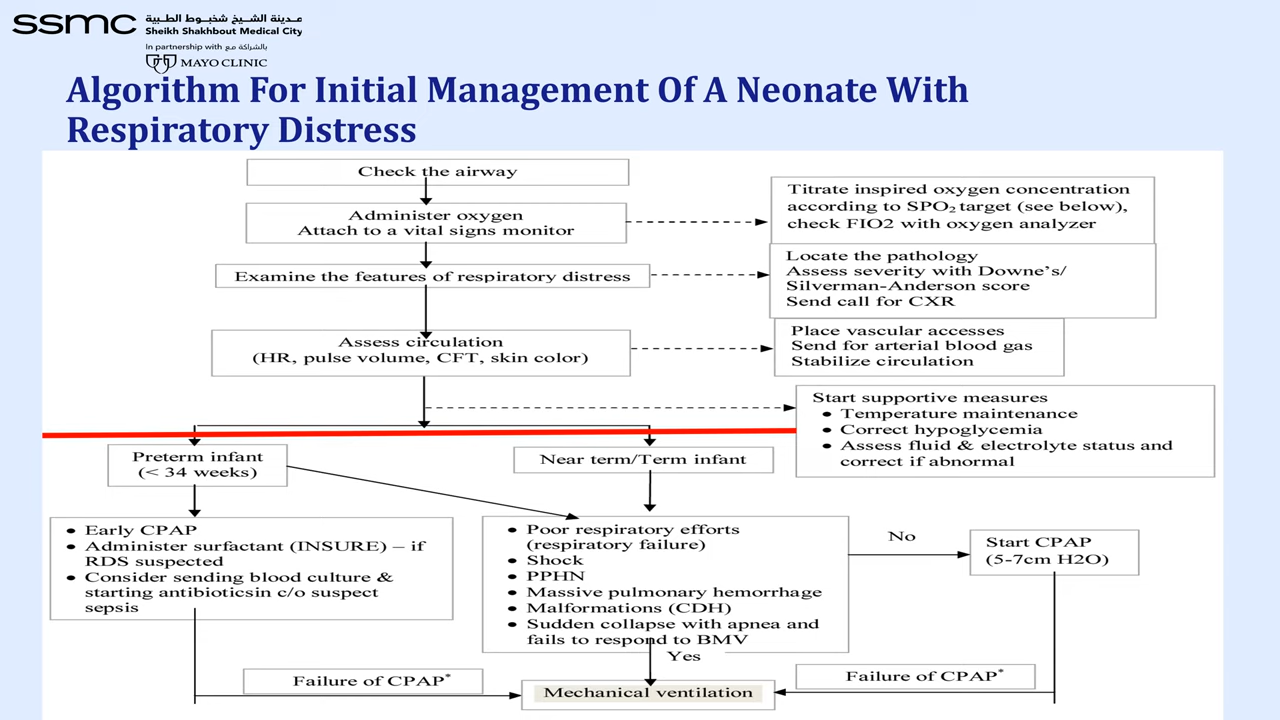 ssmc
مدينة الشيخ شخبوط الطبية
Sheikh Shakhbout Medical City
In partnership with بالشراكة مع
MAYO CLINIC
Algorithm For Initial Management Of A Neonate With
Respiratory Distress
Check the airway
Administer oxygen
Attach to a vital signs monitor
Titrate inspired oxygen concentration
according to SPO₂ target (see below),
check FIO2 with oxygen analyzer
Examine the features of respiratory distress
Locate the pathology
Assess severity with Downe's/
Silverman-Anderson score
Send call for CXR
Assess circulation
(HR, pulse volume, CFT, skin color)
Place vascular accesses
Send for arterial blood gas
Stabilize circulation
Start supportive measures
• Temperature maintenance
• Correct hypoglycemia
• Assess fluid & electrolyte status and
correct if abnormal
Preterm infant
(< 34 weeks)
Near term/Term infant
• Early CPAP
• Administer surfactant (INSURE) – if
RDS suspected
• Consider sending blood culture &
starting antibioticsin c/o suspect
sepsis
• Poor respiratory efforts
(respiratory failure)
• Shock
• PPHN
• Massive pulmonary hemorrhage
• Malformations (CDH)
• Sudden collapse with apnea and
fails to respond to BMV
No
Start CPAP
(5-7cm H2O)
Yes
Failure of CPAP*
Failure of CPAP*
Mechanical ventilation